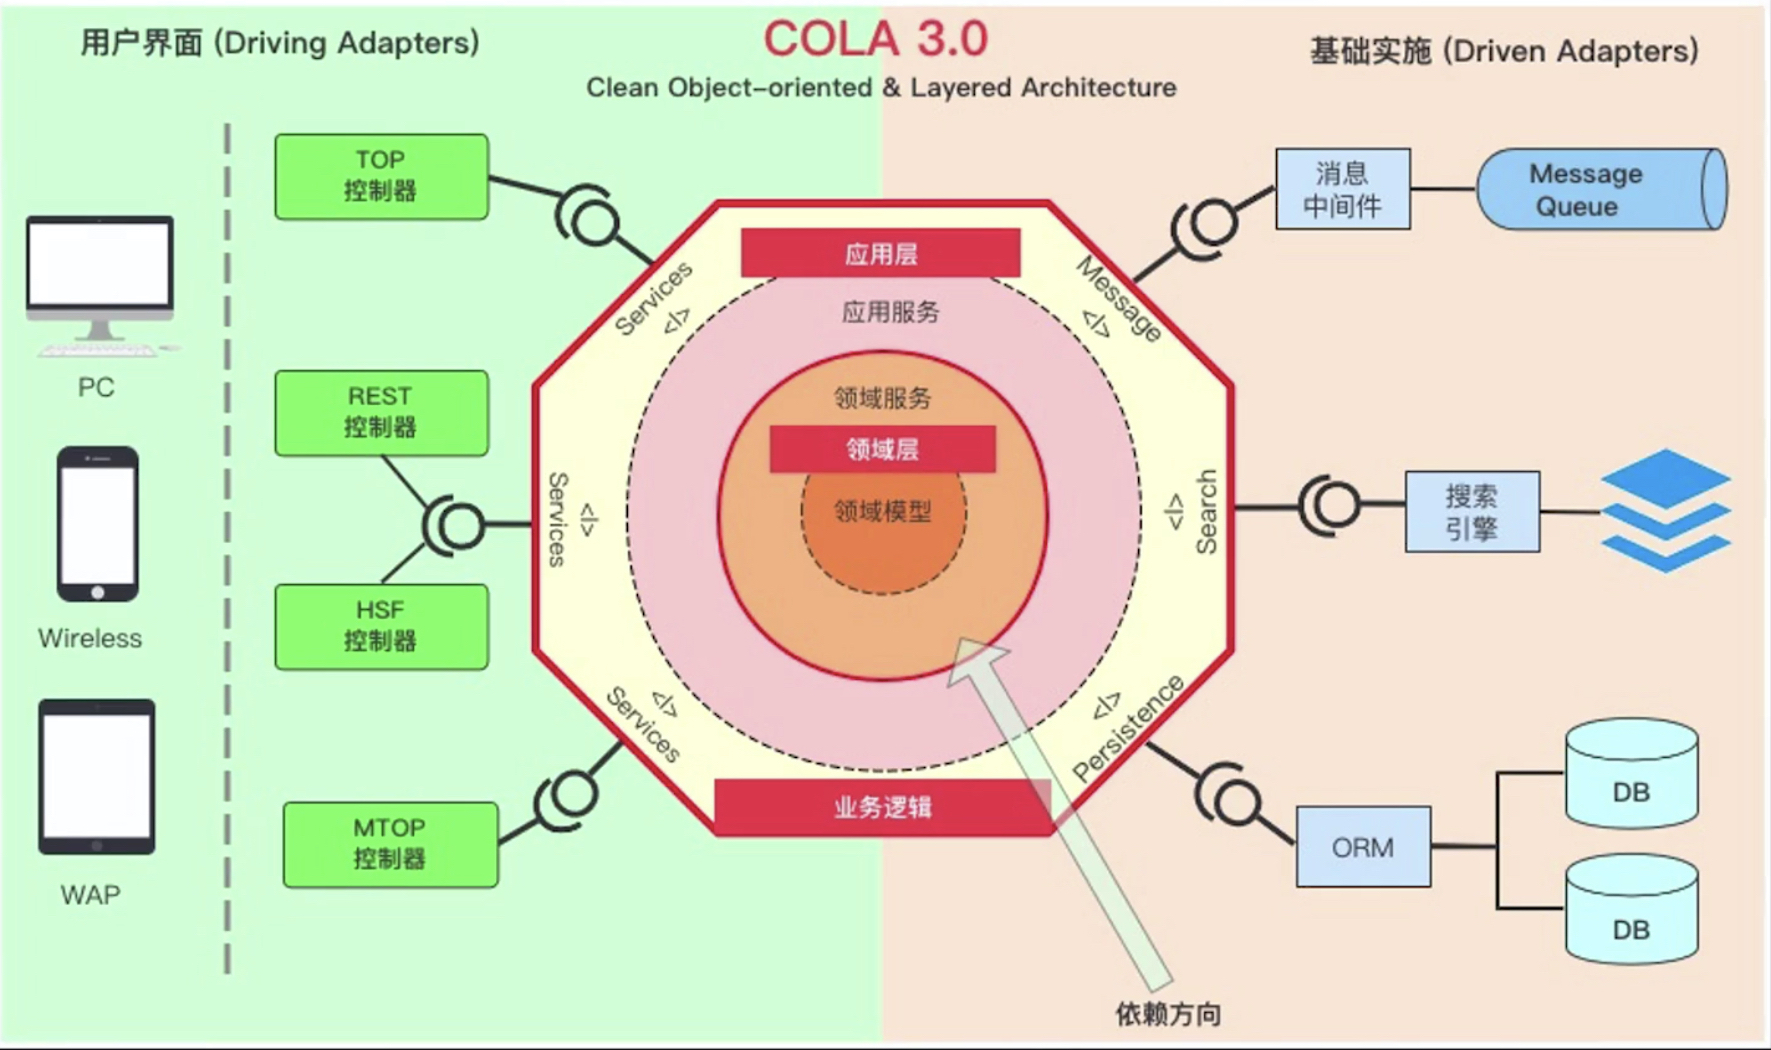 用户界面 (Driving Adapters)
COLA 3.0
Clean Object-oriented & Layered Architecture
基础实施 (Driven Adapters)
PC
Wireless
WAP
TOP
控制器
REST
控制器
HSF
控制器
MTOP
控制器
Services
</>
Services
</>
Services
</>
应用层
应用服务
领域服务
领域层
领域模型
业务逻辑
Message
</>
Search
</>
Persistence
</>
消息
中间件
Message
Queue
搜索
引擎
ORM
DB
DB
依赖方向